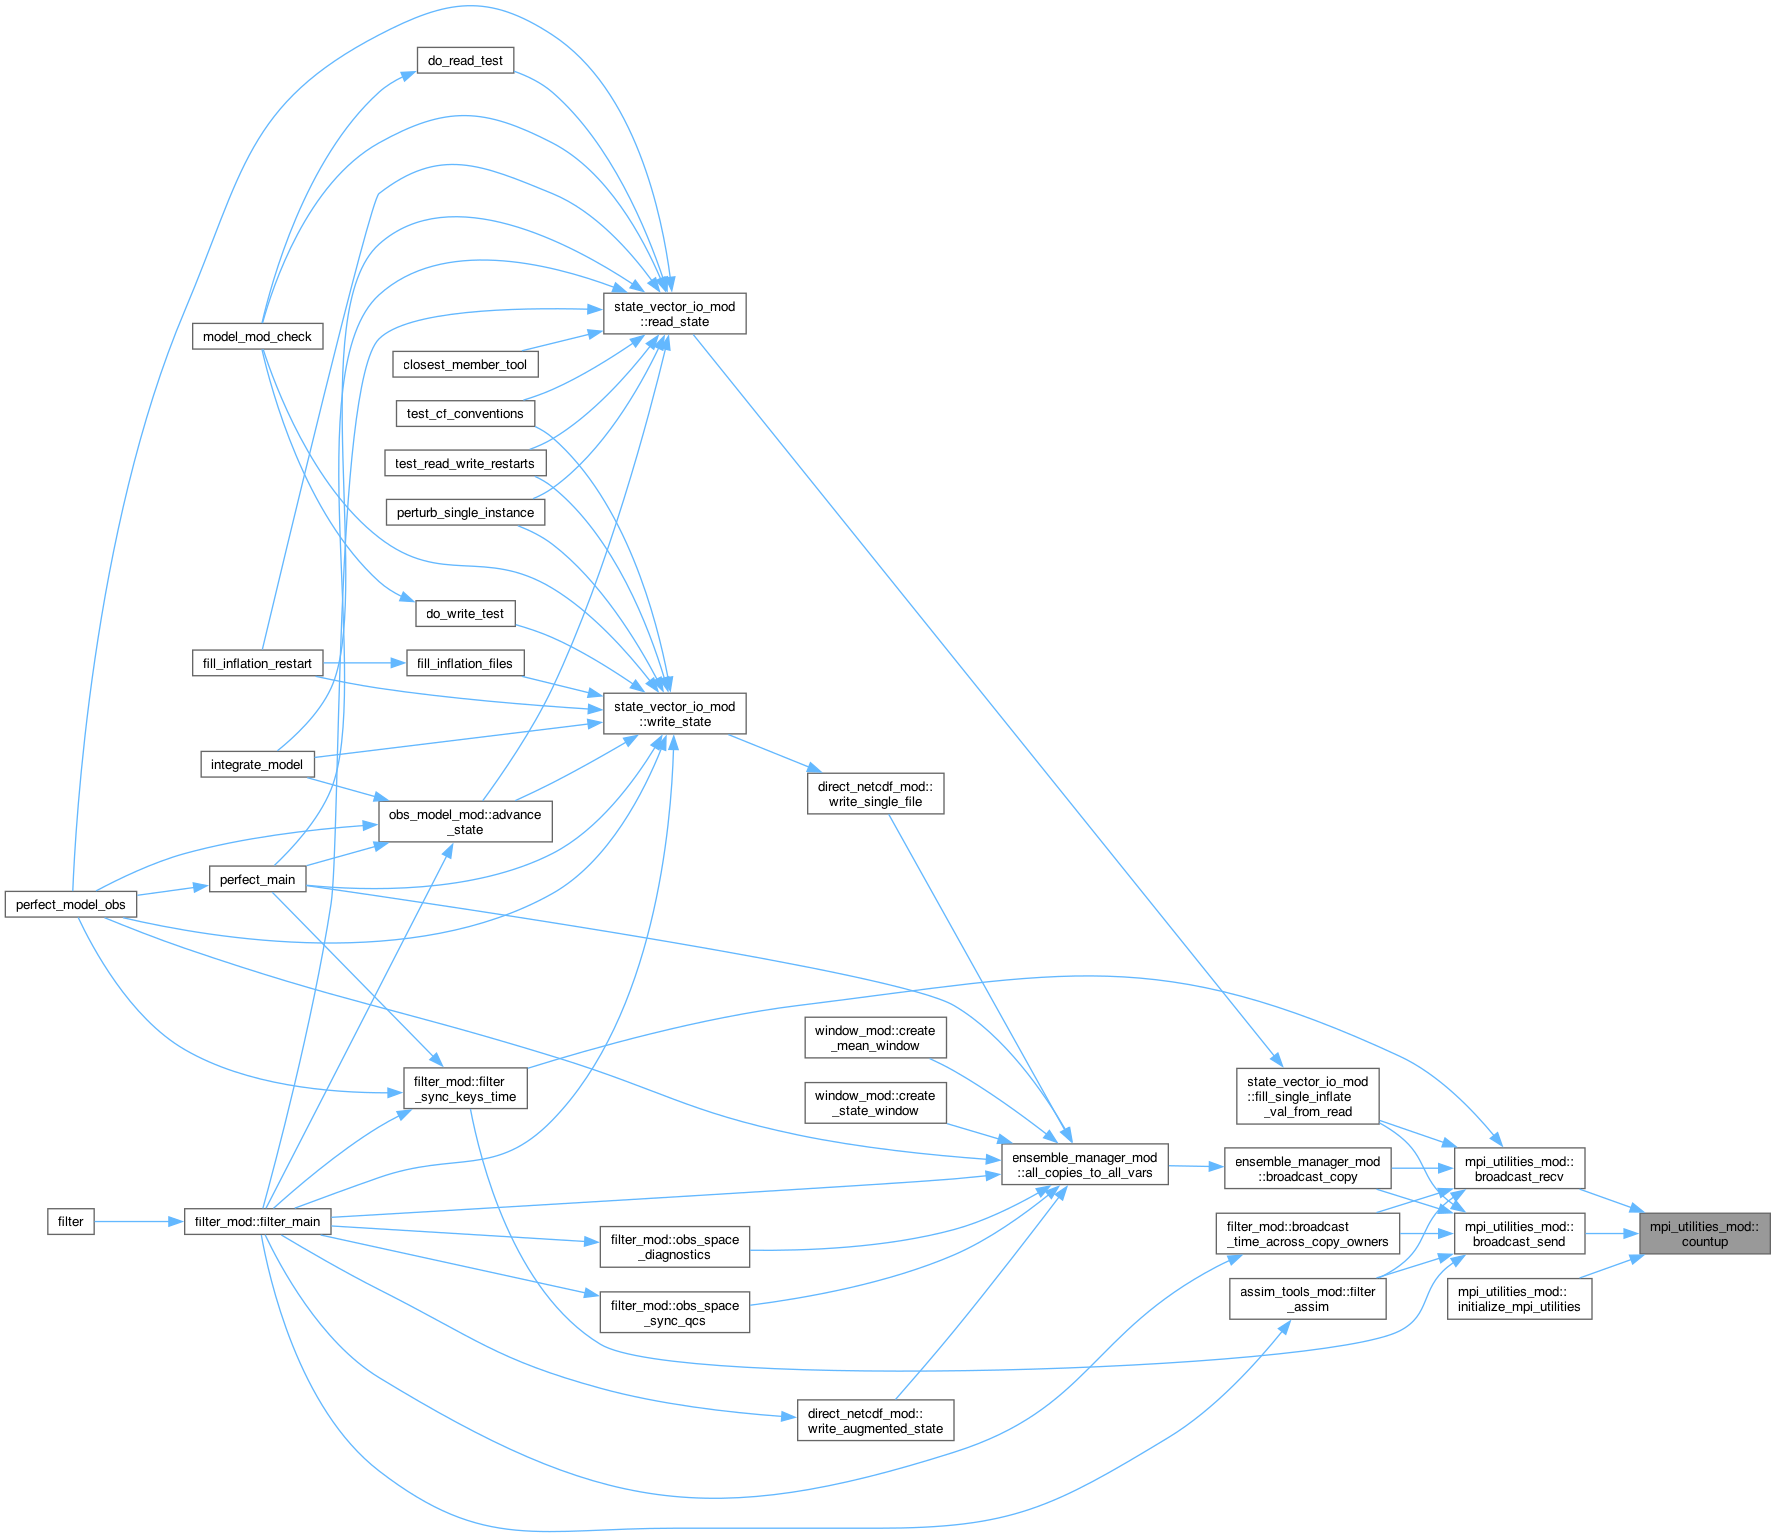 do_read_test
state_vector_io_mod
::read_state
model_mod_check
closest_member_tool
test_cf_conventions
test_read_write_restarts
perturb_single_instance
do_write_test
fill_inflation_restart
fill_inflation_files
state_vector_io_mod
::write_state
integrate_model
direct_netcdf_mod::
write_single_file
obs_model_mod::advance
_state
perfect_main
perfect_model_obs
window_mod::create
_mean_window
filter_mod::filter
_sync_keys_time
window_mod::create
_state_window
state_vector_io_mod
::fill_single_inflate
_val_from_read
ensemble_manager_mod
::all_copies_to_all_vars
ensemble_manager_mod
::broadcast_copy
mpi_utilities_mod::
broadcast_recv
filter
filter_mod::filter_main
filter_mod::obs_space
_diagnostics
filter_mod::broadcast
_time_across_copy_owners
mpi_utilities_mod::
broadcast_send
mpi_utilities_mod::
countup
filter_mod::obs_space
_sync_qcs
assim_tools_mod::filter
_assim
mpi_utilities_mod::
initialize_mpi_utilities
direct_netcdf_mod::
write_augmented_state